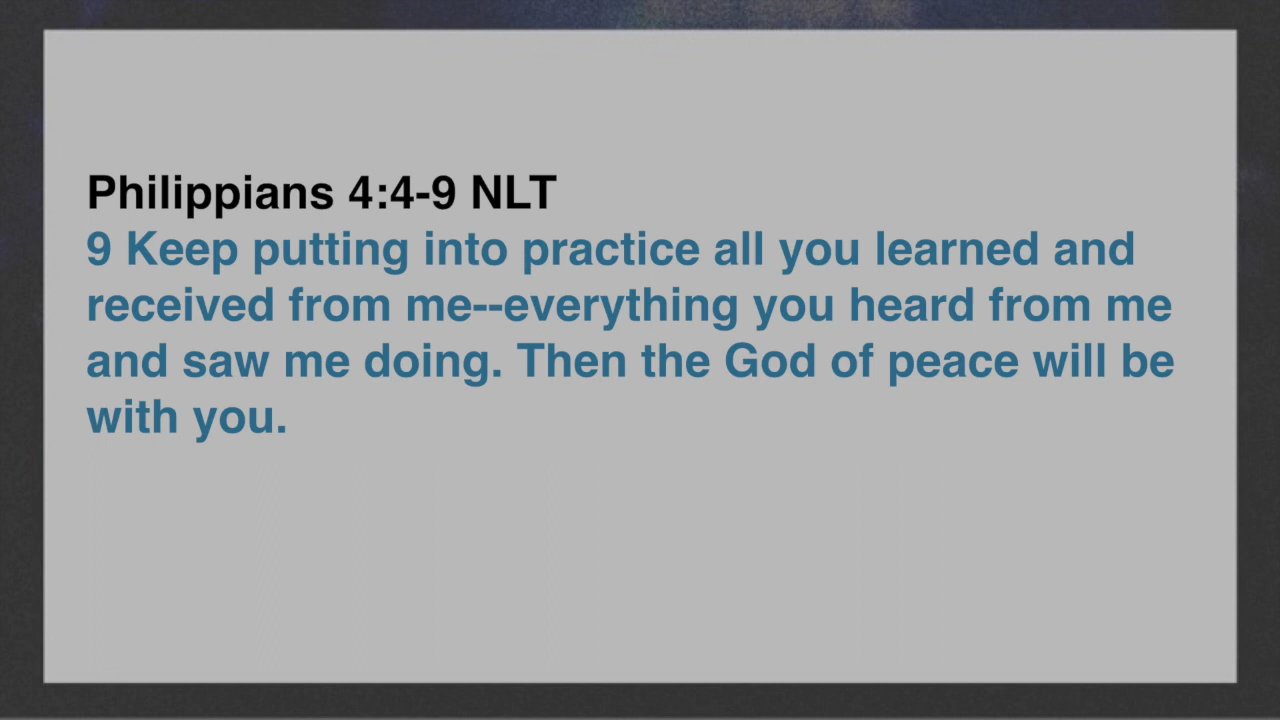 Philippians 4:4-9 NLT
9 Keep putting into practice all you learned and
received from me--everything you heard from me
and saw me doing. Then the God of peace will be
with you.